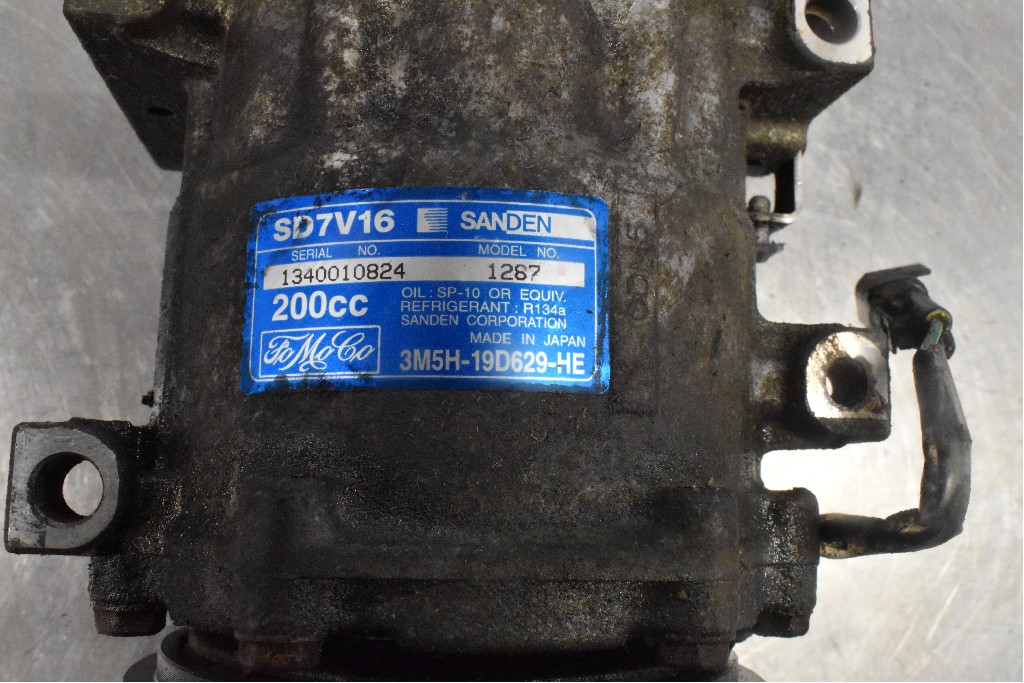 SD7V16 SANDEN
SERIAL NO. MODEL NO.
1340010824 1287
200cc
OIL : SP-10 OR EQUIV.
REFRIGERANT : R134a
SANDEN CORPORATION
MADE IN JAPAN
FoMoCo
3M5H-19D629-HE